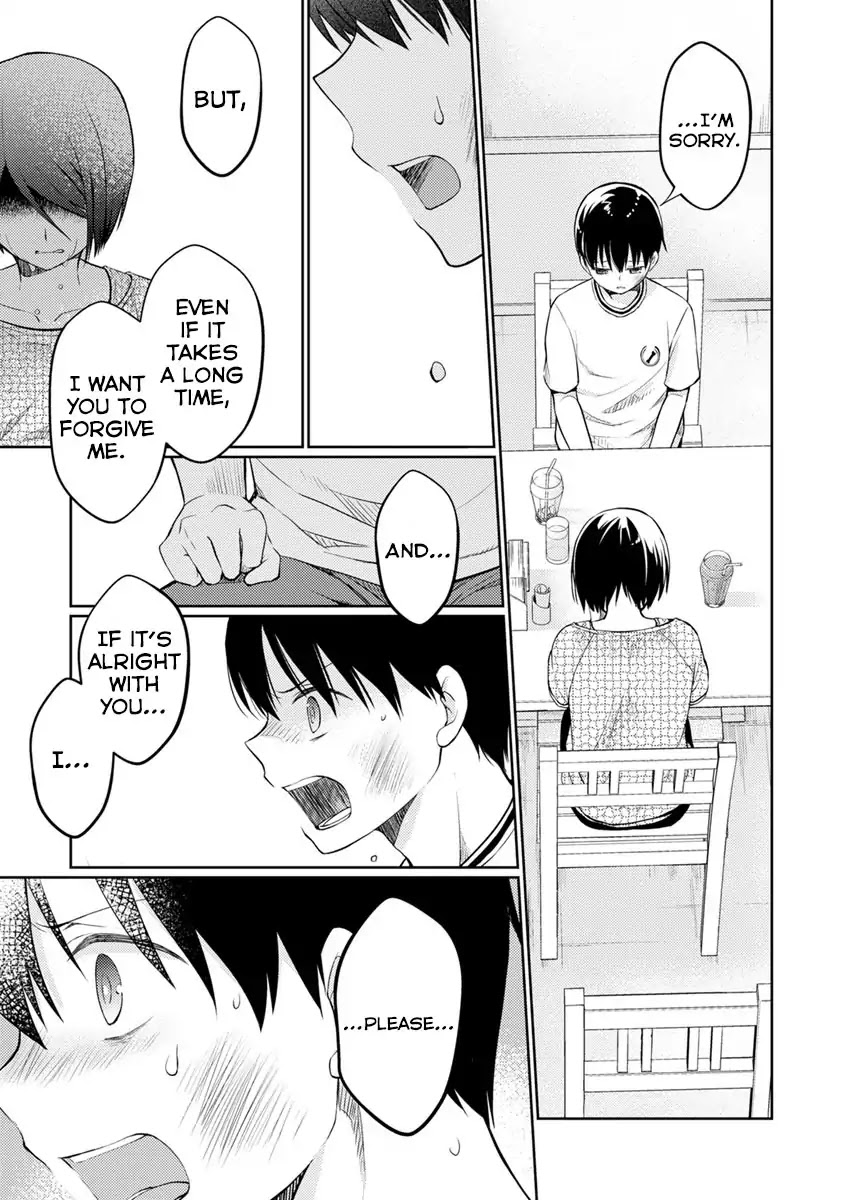 ...I'M
SORRY.
BUT,
EVEN
IF IT
TAKES
A LONG
TIME,
I WANT
YOU TO
FORGIVE
ME.
AND...
IF IT'S
ALRIGHT
WITH
YOU...
I...
...PLEASE...